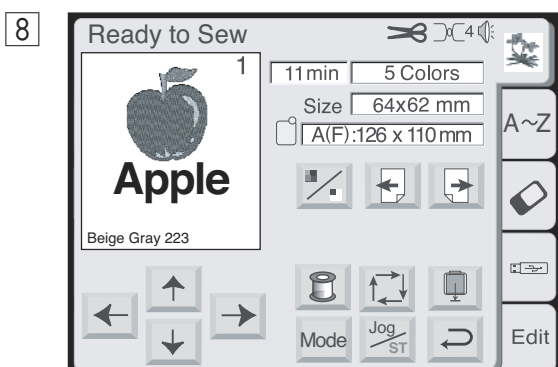 8
Ready to Sew
4
1
11min
5 Colors
Size
64x62 mm
A(F):126 x 110mm
A~Z
Apple
Beige Gray 223
Mode
Jog
ST
Edit